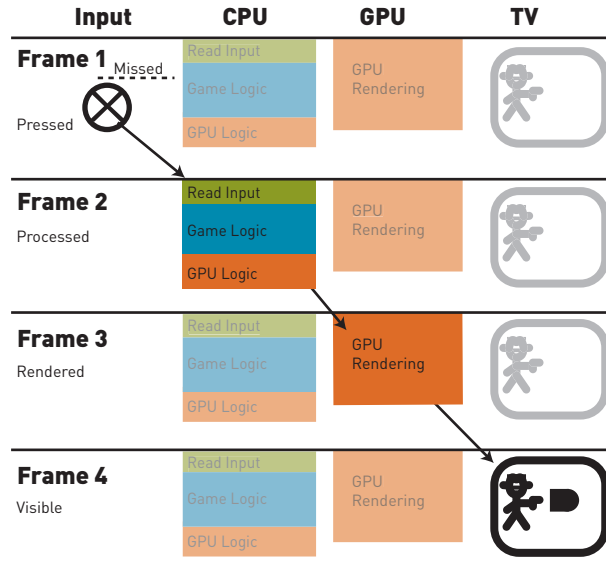 Input CPU GPU TV
Frame 1
Missed
Pressed
Read Input
Game Logic
GPU Logic
GPU
Rendering
Frame 2
Processed
Read Input
Game Logic
GPU Logic
GPU
Rendering
Frame 3
Rendered
Read Input
Game Logic
GPU Logic
GPU
Rendering
Frame 4
Visible
Read Input
Game Logic
GPU Logic
GPU
Rendering